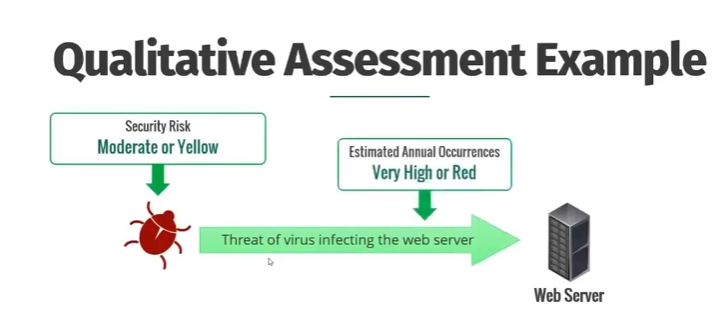 Qualitative Assessment Example
Security Risk
Moderate or Yellow
Estimated Annual Occurrences
Very High or Red
Threat of virus infecting the web server
Web Server